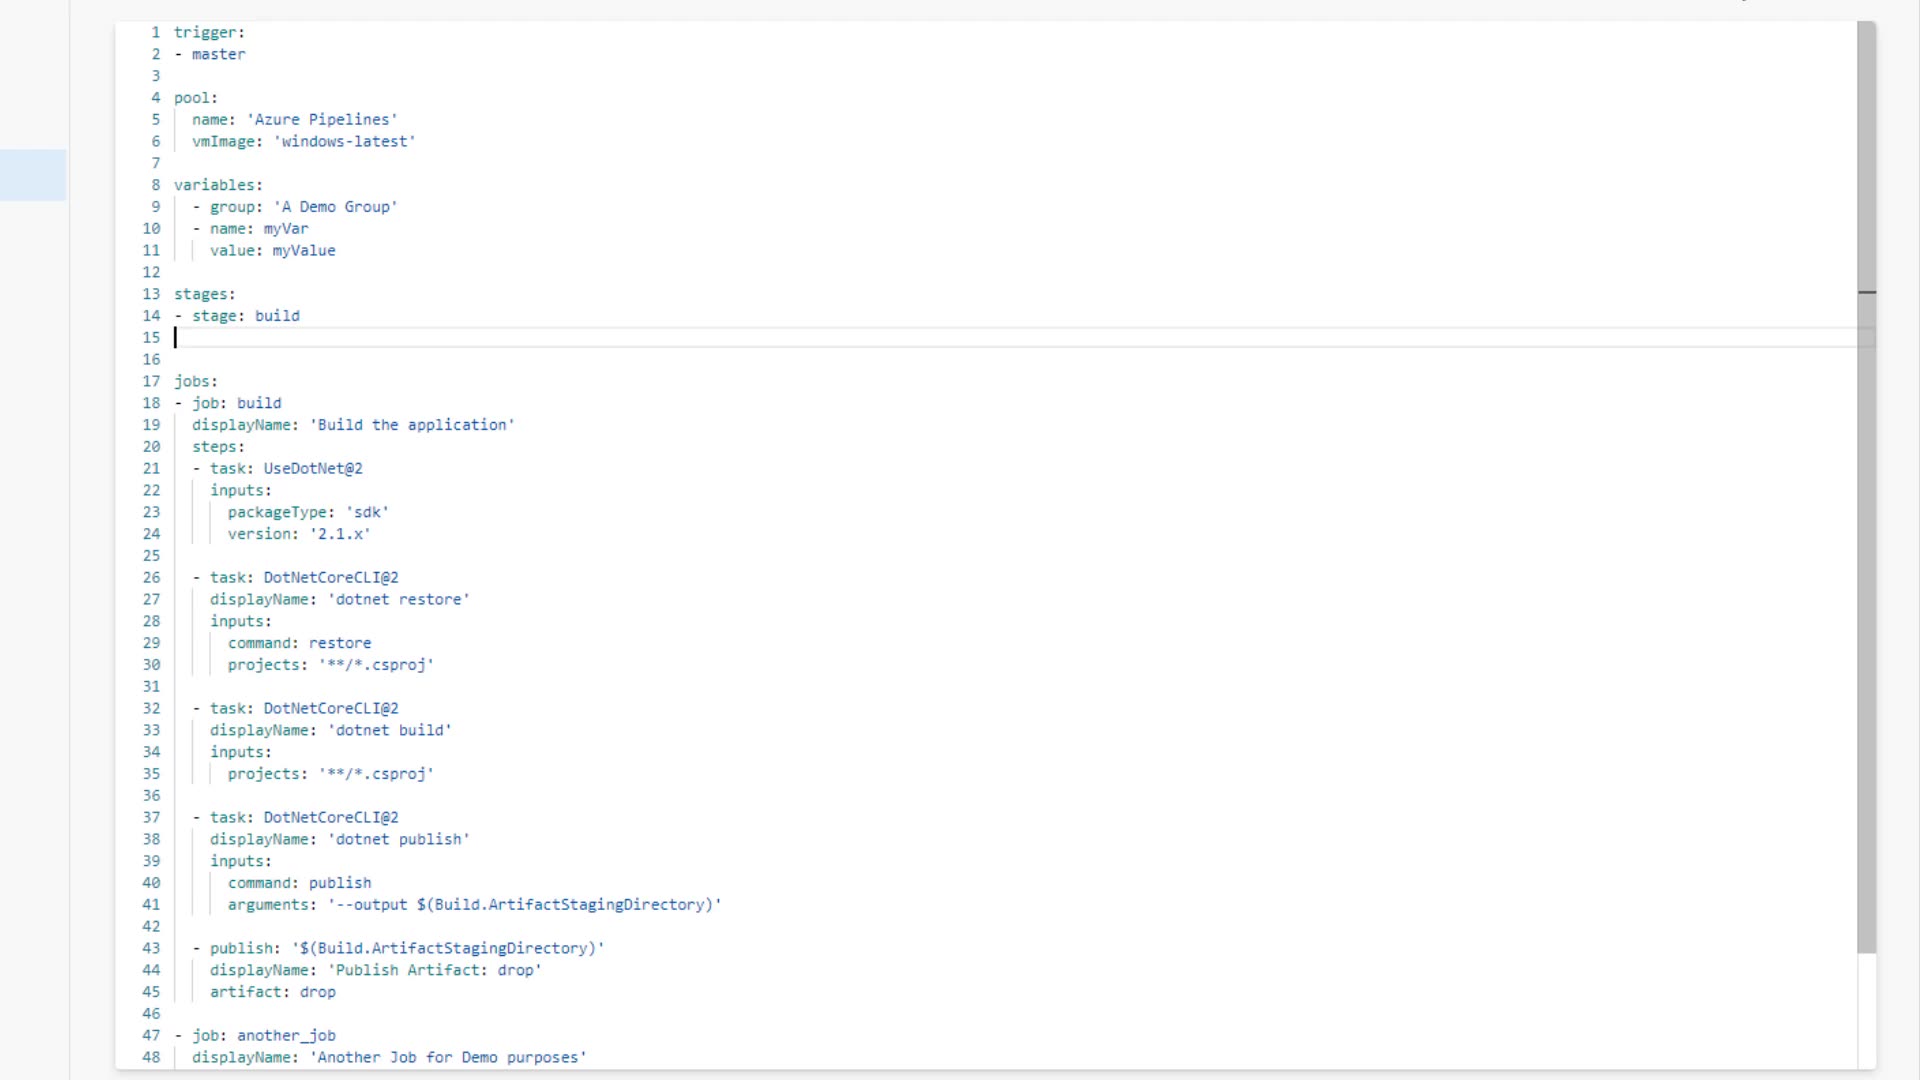 1 trigger:
2 - master
3
4 pool:
5   name: 'Azure Pipelines'
6   vmImage: 'windows-latest'
7
8 variables:
9   - group: 'A Demo Group'
10   - name: myVar
11     value: myValue
12
13 stages:
14 - stage: build
15
16
17 jobs:
18 - job: build
19   displayName: 'Build the application'
20   steps:
21   - task: UseDotNet@2
22     inputs:
23       packageType: 'sdk'
24       version: '2.1.x'
25
26   - task: DotNetCoreCLI@2
27     displayName: 'dotnet restore'
28     inputs:
29       command: restore
30       projects: '**/*.csproj'
31
32   - task: DotNetCoreCLI@2
33     displayName: 'dotnet build'
34     inputs:
35       projects: '**/*.csproj'
36
37   - task: DotNetCoreCLI@2
38     displayName: 'dotnet publish'
39     inputs:
40       command: publish
41       arguments: '--output $(Build.ArtifactStagingDirectory)'
42
43   - publish: '$(Build.ArtifactStagingDirectory)'
44     displayName: 'Publish Artifact: drop'
45     artifact: drop
46
47 - job: another_job
48   displayName: 'Another Job for Demo purposes'